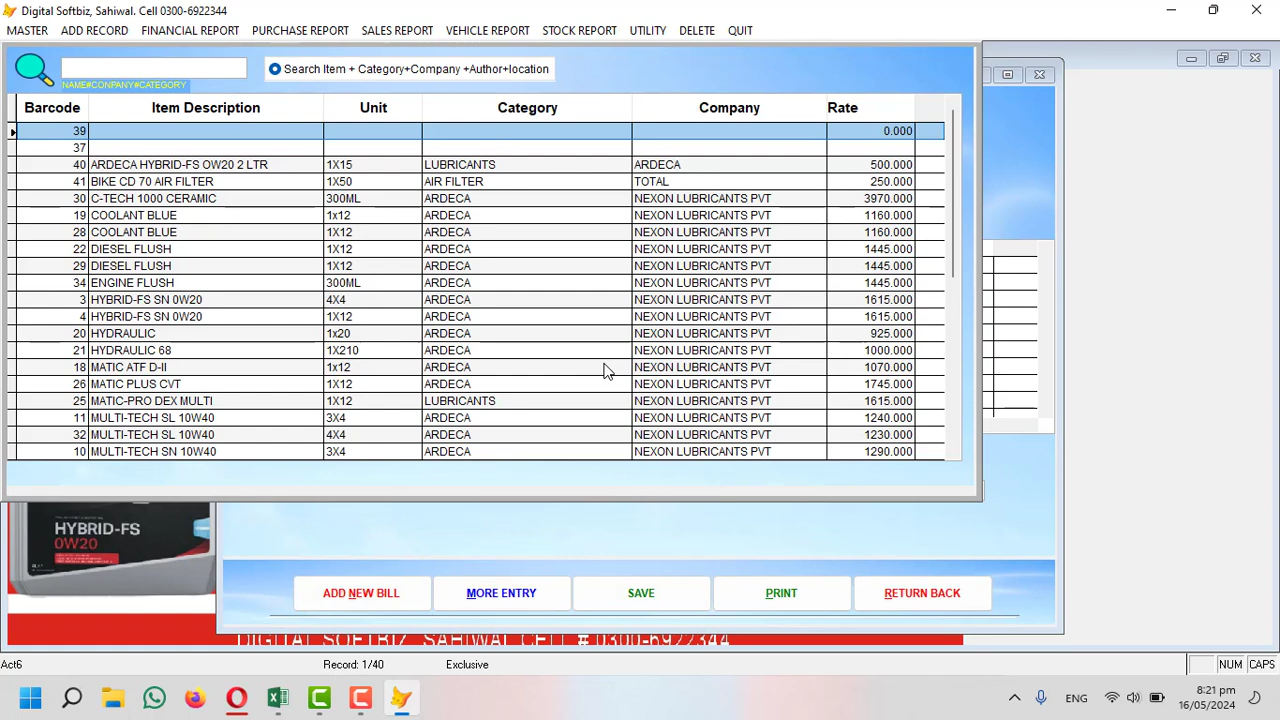 Digital Softbiz, Sahiwal. Cell 0300-6922344
MASTER ADD RECORD FINANCIAL REPORT PURCHASE REPORT SALES REPORT VEHICLE REPORT STOCK REPORT UTILITY DELETE QUIT
Search Item + Category+Company +Author+location
NAME#CONPANY#CATEGORY
Barcode Item Description Unit Category Company Rate
39 0.000
37
40 ARDECA HYBRID-FS OW20 2 LTR 1X15 LUBRICANTS ARDECA 500.000
41 BIKE CD 70 AIR FILTER 1X50 AIR FILTER TOTAL 250.000
30 C-TECH 1000 CERAMIC 300ML ARDECA NEXON LUBRICANTS PVT 3970.000
19 COOLANT BLUE 1x12 ARDECA NEXON LUBRICANTS PVT 1160.000
28 COOLANT BLUE 1X12 ARDECA NEXON LUBRICANTS PVT 1160.000
22 DIESEL FLUSH 1X12 ARDECA NEXON LUBRICANTS PVT 1445.000
29 DIESEL FLUSH 1X12 ARDECA NEXON LUBRICANTS PVT 1445.000
34 ENGINE FLUSH 300ML ARDECA NEXON LUBRICANTS PVT 1445.000
3 HYBRID-FS SN 0W20 4X4 ARDECA NEXON LUBRICANTS PVT 1615.000
4 HYBRID-FS SN 0W20 1X12 ARDECA NEXON LUBRICANTS PVT 1615.000
20 HYDRAULIC 1x20 ARDECA NEXON LUBRICANTS PVT 925.000
21 HYDRAULIC 68 1X210 ARDECA NEXON LUBRICANTS PVT 1000.000
18 MATIC ATF D-II 1x12 ARDECA NEXON LUBRICANTS PVT 1070.000
26 MATIC PLUS CVT 1X12 ARDECA NEXON LUBRICANTS PVT 1745.000
25 MATIC-PRO DEX MULTI 1X12 LUBRICANTS NEXON LUBRICANTS PVT 1615.000
11 MULTI-TECH SL 10W40 3X4 ARDECA NEXON LUBRICANTS PVT 1240.000
32 MULTI-TECH SL 10W40 4X4 ARDECA NEXON LUBRICANTS PVT 1230.000
10 MULTI-TECH SN 10W40 3X4 ARDECA NEXON LUBRICANTS PVT 1290.000
HYBRID-FS
0W20
ADD NEW BILL MORE ENTRY SAVE PRINT RETURN BACK
DIGITAL SOFTBIZ SAHIWAL CELL # 0300-6922344
Act6 Record: 1/40 Exclusive NUM CAPS
ENG 8:21 pm
16/05/2024